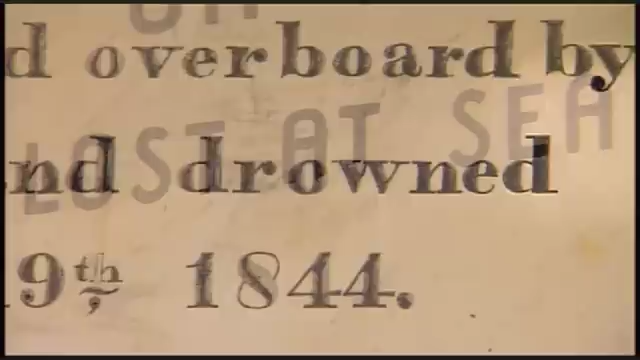 d overboard by
LOST AT SEA
nd drowned
9th, 1844.